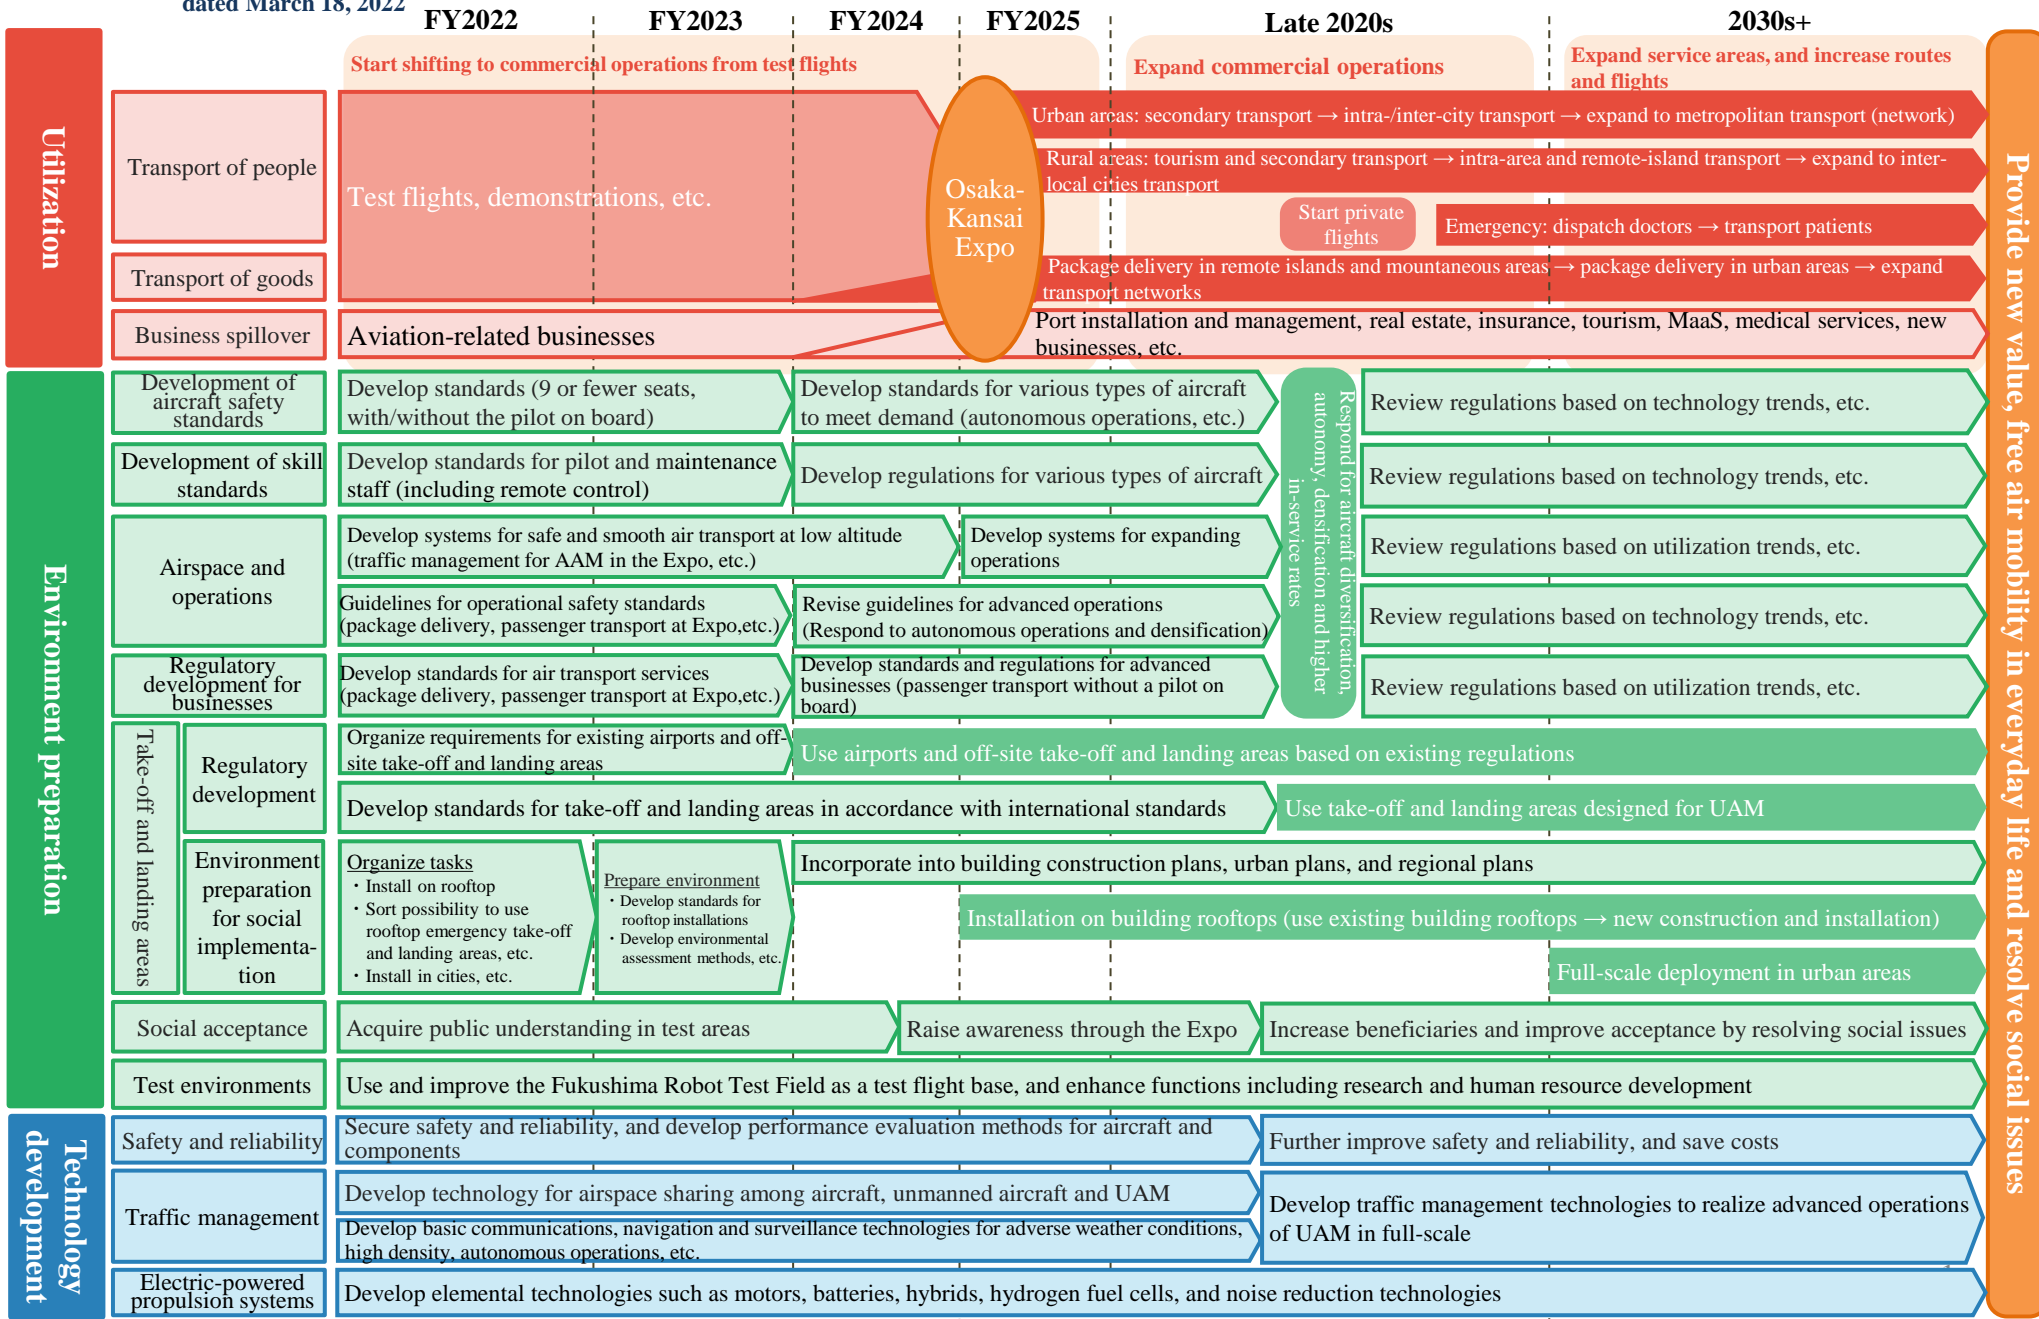 dated March 18, 2022
FY2022
FY2023
FY2024
FY2025
Late 2020s
2030s+
Start shifting to commercial operations from test flights
Expand commercial operations
Expand service areas, and increase routes
and flights
Utilization
Transport of people
Test flights, demonstrations, etc.
Osaka-
Kansai
Expo
Urban areas: secondary transport → intra-/inter-city transport → expand to metropolitan transport (network)
Rural areas: tourism and secondary transport → intra-area and remote-island transport → expand to inter-
local cities transport
Start private
flights
Emergency: dispatch doctors → transport patients
Transport of goods
Package delivery in remote islands and mountaneous areas → package delivery in urban areas → expand
transport networks
Business spillover
Aviation-related businesses
Port installation and management, real estate, insurance, tourism, MaaS, medical services, new
businesses, etc.
Environment preparation
Development of
aircraft safety
standards
Develop standards (9 or fewer seats,
with/without the pilot on board)
Develop standards for various types of aircraft
to meet demand (autonomous operations, etc.)
Respond for aircraft diversification,
autonomy, densification and higher
in-service rates
Review regulations based on technology trends, etc.
Development of skill
standards
Develop standards for pilot and maintenance
staff (including remote control)
Develop regulations for various types of aircraft
Review regulations based on technology trends, etc.
Airspace and
operations
Develop systems for safe and smooth air transport at low altitude
(traffic management for AAM in the Expo, etc.)
Develop systems for expanding
operations
Review regulations based on utilization trends, etc.
Guidelines for operational safety standards
(package delivery, passenger transport at Expo,etc.)
Revise guidelines for advanced operations
(Respond to autonomous operations and densification)
Review regulations based on technology trends, etc.
Regulatory
development for
businesses
Develop standards for air transport services
(package delivery, passenger transport at Expo,etc.)
Develop standards and regulations for advanced
businesses (passenger transport without a pilot on
board)
Review regulations based on utilization trends, etc.
Take-off and landing areas
Regulatory
development
Organize requirements for existing airports and off-
site take-off and landing areas
Use airports and off-site take-off and landing areas based on existing regulations
Develop standards for take-off and landing areas in accordance with international standards
Use take-off and landing areas designed for UAM
Environment
preparation
for social
implementa-
tion
Organize tasks
・Install on rooftop
・Sort possibility to use
rooftop emergency take-off
and landing areas, etc.
・Install in cities, etc.
Prepare environment
・Develop standards for
rooftop installations
・Develop environmental
assessment methods, etc.
Incorporate into building construction plans, urban plans, and regional plans
Installation on building rooftops (use existing building rooftops → new construction and installation)
Full-scale deployment in urban areas
Social acceptance
Acquire public understanding in test areas
Raise awareness through the Expo
Increase beneficiaries and improve acceptance by resolving social issues
Test environments
Use and improve the Fukushima Robot Test Field as a test flight base, and enhance functions including research and human resource development
Technology
development
Safety and reliability
Secure safety and reliability, and develop performance evaluation methods for aircraft and
components
Further improve safety and reliability, and save costs
Traffic management
Develop technology for airspace sharing among aircraft, unmanned aircraft and UAM
Develop basic communications, navigation and surveillance technologies for adverse weather conditions,
high density, autonomous operations, etc.
Develop traffic management technologies to realize advanced operations
of UAM in full-scale
Electric-powered
propulsion systems
Develop elemental technologies such as motors, batteries, hybrids, hydrogen fuel cells, and noise reduction technologies
Provide new value, free air mobility in everyday life and resolve social issues